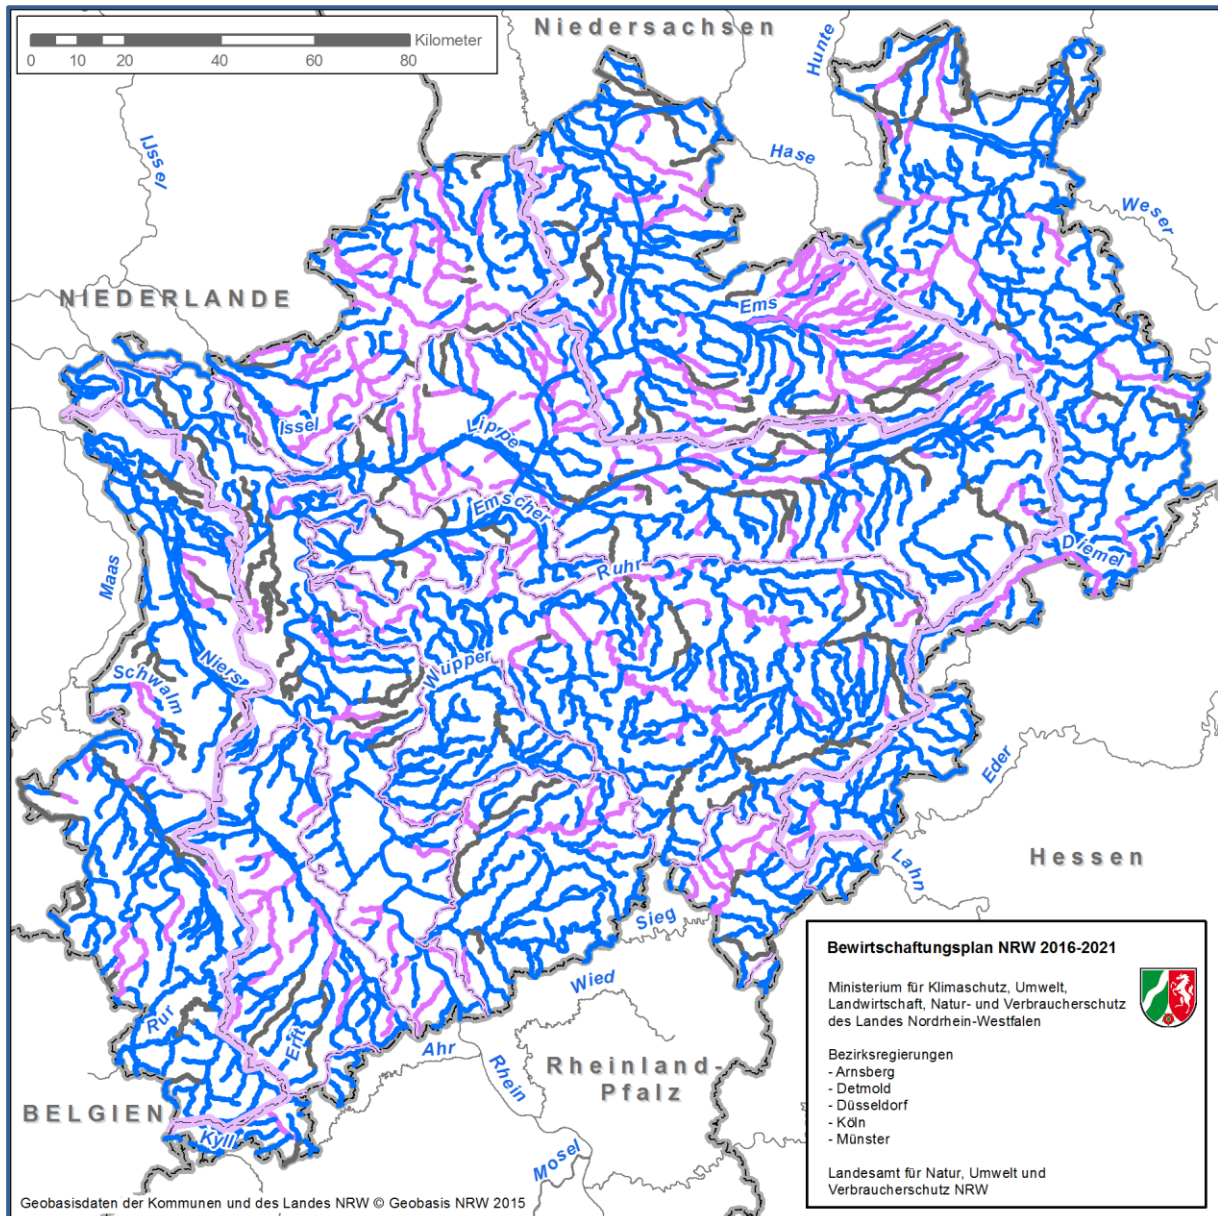 Niedersachsen
Kilometer
0 10 20 40 60 80
Hunte
IJssel
Hase
Weser
NIEDERLANDE
Ems
Issel
Lippe
Emscher
Maas
Ruhr
Diemel
Wupper
Niers
Schwalm
Eder
Lahn
Hessen
Sieg
Wied
Rur
Erft
Ahr
Rhein
Rheinland-
Pfalz
BELGIEN
Kyll
Mosel
Bewirtschaftungsplan NRW 2016-2021
Ministerium für Klimaschutz, Umwelt,
Landwirtschaft, Natur- und Verbraucherschutz
des Landes Nordrhein-Westfalen
Bezirksregierungen
- Arnsberg
- Detmold
- Düsseldorf
- Köln
- Münster
Landesamt für Natur, Umwelt und
Verbraucherschutz NRW
Geobasisdaten der Kommunen und des Landes NRW © Geobasis NRW 2015